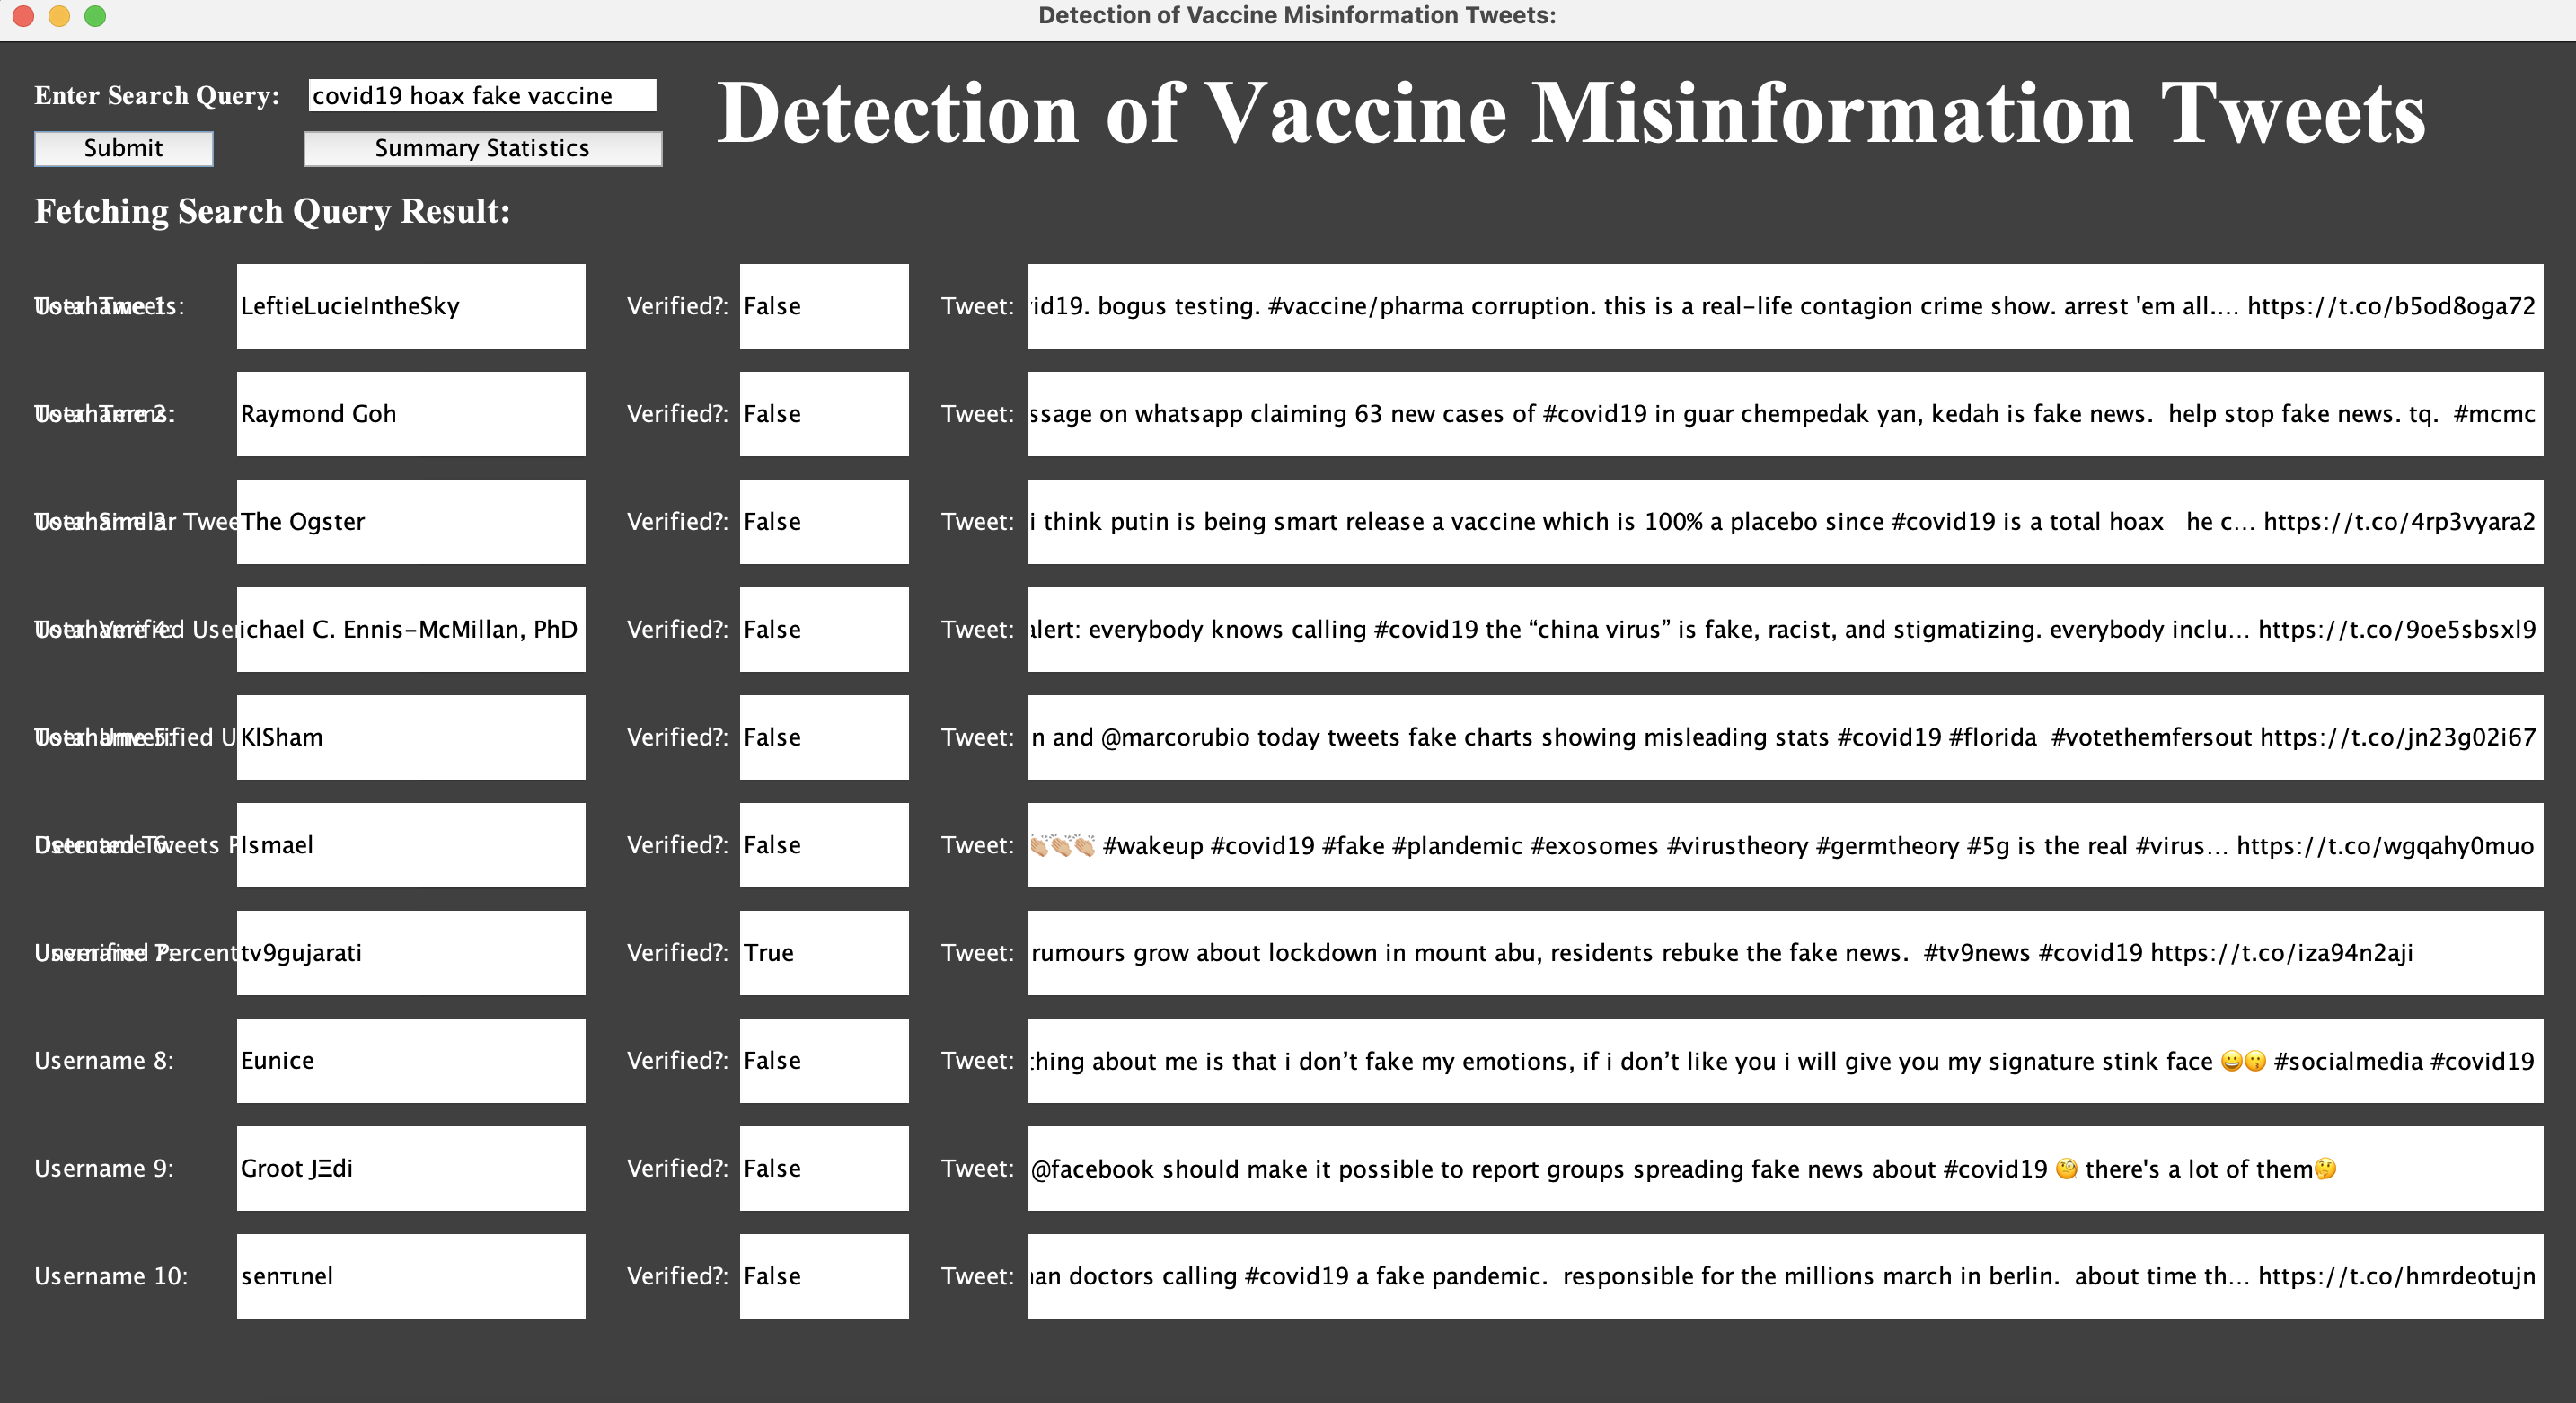 Detection of Vaccine Misinformation Tweets:
Enter Search Query: covid19 hoax fake vaccine
Detection of Vaccine Misinformation Tweets
Submit Summary Statistics
Fetching Search Query Result:
Username 1: LeftieLucieIntheSky Verified?: False Tweet: vid19. bogus testing. #vaccine/pharma corruption. this is a real-life contagion crime show. arrest 'em all.… https://t.co/b5od8oga72
Username 2: Raymond Goh Verified?: False Tweet: ssage on whatsapp claiming 63 new cases of #covid19 in guar chempedak yan, kedah is fake news. help stop fake news. tq. #mcmc
Username 3: The Ogster Verified?: False Tweet: i think putin is being smart release a vaccine which is 100% a placebo since #covid19 is a total hoax he c… https://t.co/4rp3vyara2
Username 4: ichael C. Ennis-McMillan, PhD Verified?: False Tweet: alert: everybody knows calling #covid19 the “china virus” is fake, racist, and stigmatizing. everybody inclu… https://t.co/9oe5sbsxl9
Username 5: KlSham Verified?: False Tweet: n and @marcorubio today tweets fake charts showing misleading stats #covid19 #florida #votethemfersout https://t.co/jn23g02i67
Username 6: Ismael Verified?: False Tweet: 👏🏼👏🏼👏🏼 #wakeup #covid19 #fake #plandemic #exosomes #virustheory #germtheory #5g is the real #virus… https://t.co/wgqahy0muo
Username 7: tv9gujarati Verified?: True Tweet: rumours grow about lockdown in mount abu, residents rebuke the fake news. #tv9news #covid19 https://t.co/iza94n2aji
Username 8: Eunice Verified?: False Tweet: thing about me is that i don’t fake my emotions, if i don’t like you i will give you my signature stink face 😀😗 #socialmedia #covid19
Username 9: Groot JΞdi Verified?: False Tweet: @facebook should make it possible to report groups spreading fake news about #covid19 🧐 there's a lot of them🤔
Username 10: senтιnel Verified?: False Tweet: an doctors calling #covid19 a fake pandemic. responsible for the millions march in berlin. about time th… https://t.co/hmrdeotujn